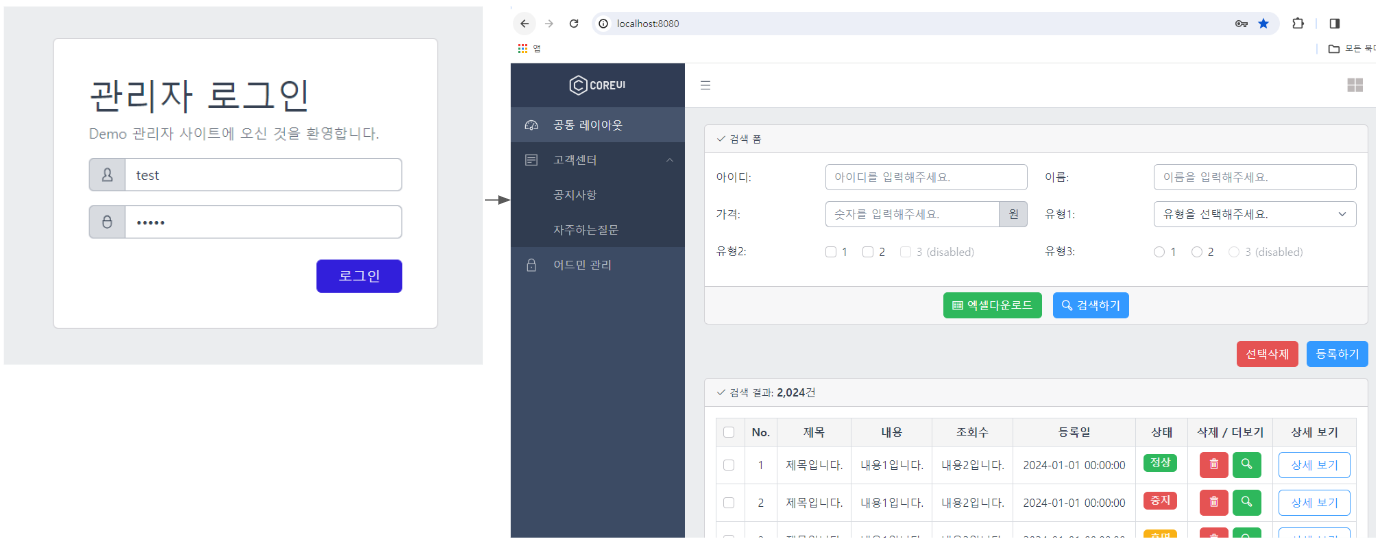 관리자 로그인
Demo 관리자 사이트에 오신 것을 환영합니다.
test
•••••
로그인
localhost:8080
앱
모든 북마
COREUI
공통 레이아웃
고객센터
공지사항
자주하는질문
어드민 관리
검색 폼
아이디: 아이디를 입력해주세요. 이름: 이름을 입력해주세요.
가격: 숫자를 입력해주세요. 원 유형1: 유형을 선택해주세요.
유형2: 1 2 3 (disabled) 유형3: 1 2 3 (disabled)
엑셀다운로드 검색하기
선택삭제 등록하기
검색 결과: 2,024건
No. 제목 내용 조회수 등록일 상태 삭제 / 더보기 상세 보기
1 제목입니다. 내용1입니다. 내용2입니다. 2024-01-01 00:00:00 정상 상세 보기
2 제목입니다. 내용1입니다. 내용2입니다. 2024-01-01 00:00:00 중지 상세 보기